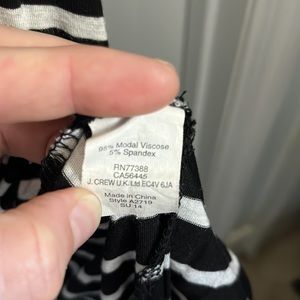 95% Modal Viscose
5% Spandex
RN77388
CA56445
J. CREW U.K. Ltd EC4V 6JA
Made in China
Style A2719
SU 14